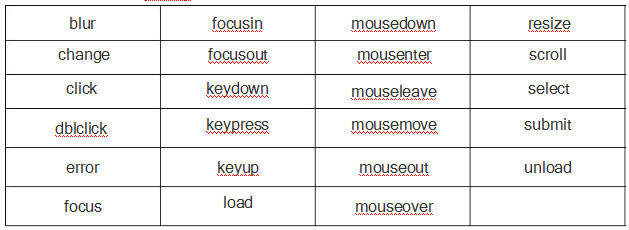 blur focusin mousedown resize
change focusout mousenter scroll
click keydown mouseleave select
dblclick keypress mousemove submit
error keyup mouseout unload
focus load mouseover